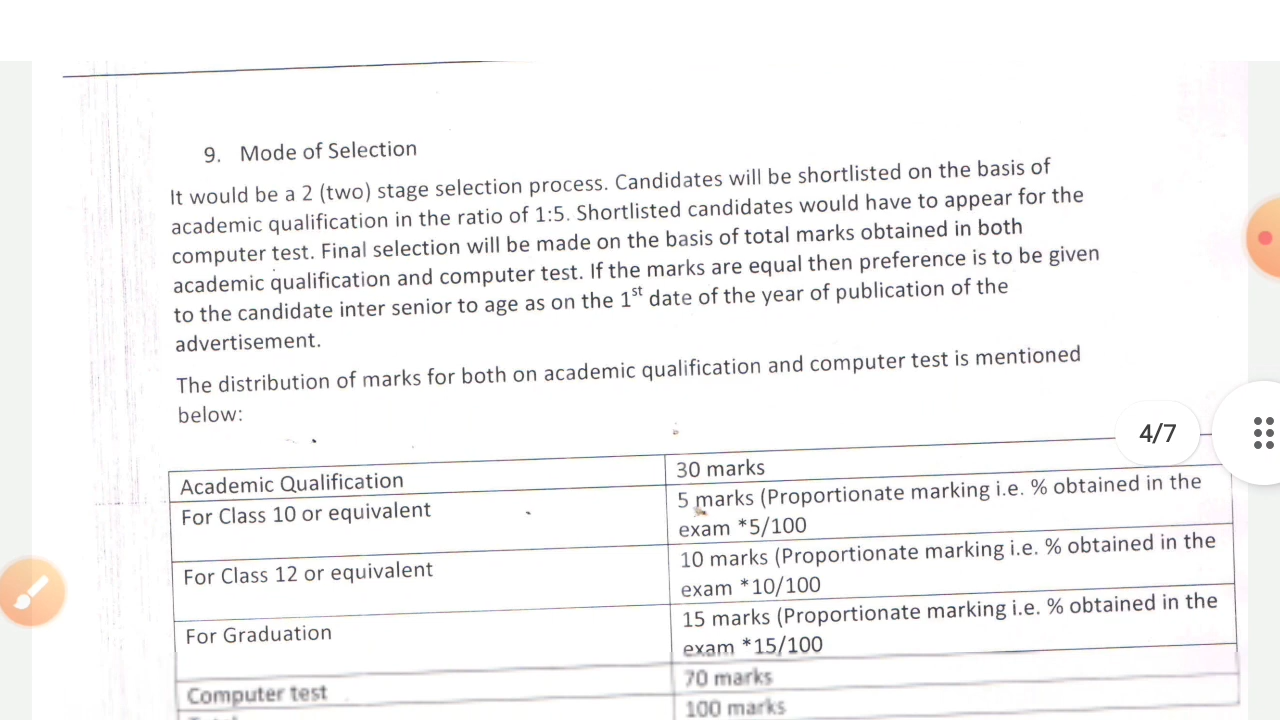 9. Mode of Selection
It would be a 2 (two) stage selection process. Candidates will be shortlisted on the basis of
academic qualification in the ratio of 1:5. Shortlisted candidates would have to appear for the
computer test. Final selection will be made on the basis of total marks obtained in both
academic qualification and computer test. If the marks are equal then preference is to be given
to the candidate inter senior to age as on the 1st date of the year of publication of the
advertisement.
The distribution of marks for both on academic qualification and computer test is mentioned
below:
4/7
Academic Qualification
30 marks
For Class 10 or equivalent
5 marks (Proportionate marking i.e. % obtained in the
exam *5/100
For Class 12 or equivalent
10 marks (Proportionate marking i.e. % obtained in the
exam *10/100
For Graduation
15 marks (Proportionate marking i.e. % obtained in the
exam *15/100
Computer test
70 marks
100 marks